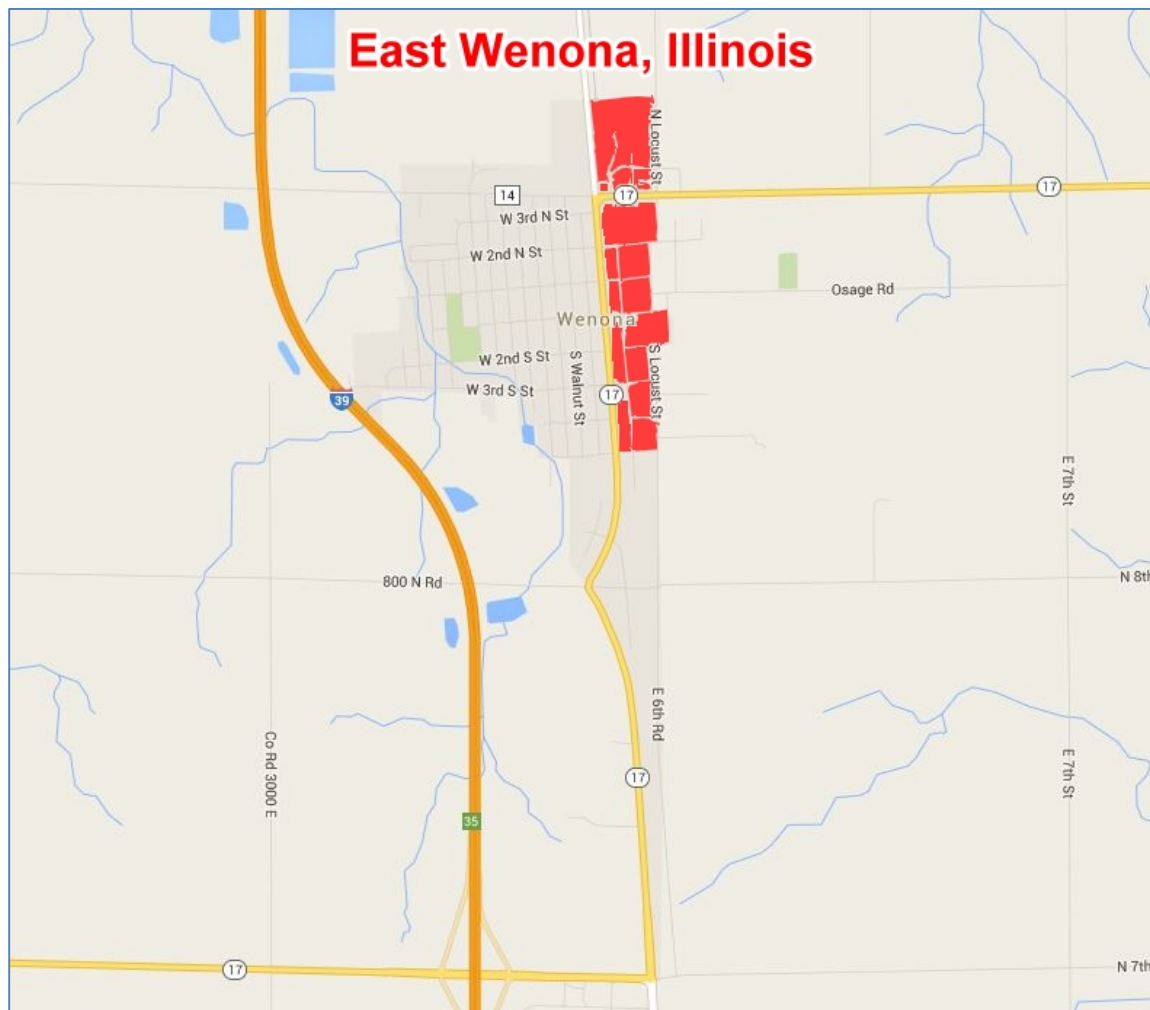 East Wenona, Illinois
N Locust St
14
17
17
W 3rd N St
W 2nd N St
Osage Rd
Wenona
W 2nd S St
S Walnut St
S Locust St
W 3rd S St
17
39
E 7th St
800 N Rd
N 8th
E 6th Rd
Co Rd 3000 E
17
E 7th St
35
17
N 7th